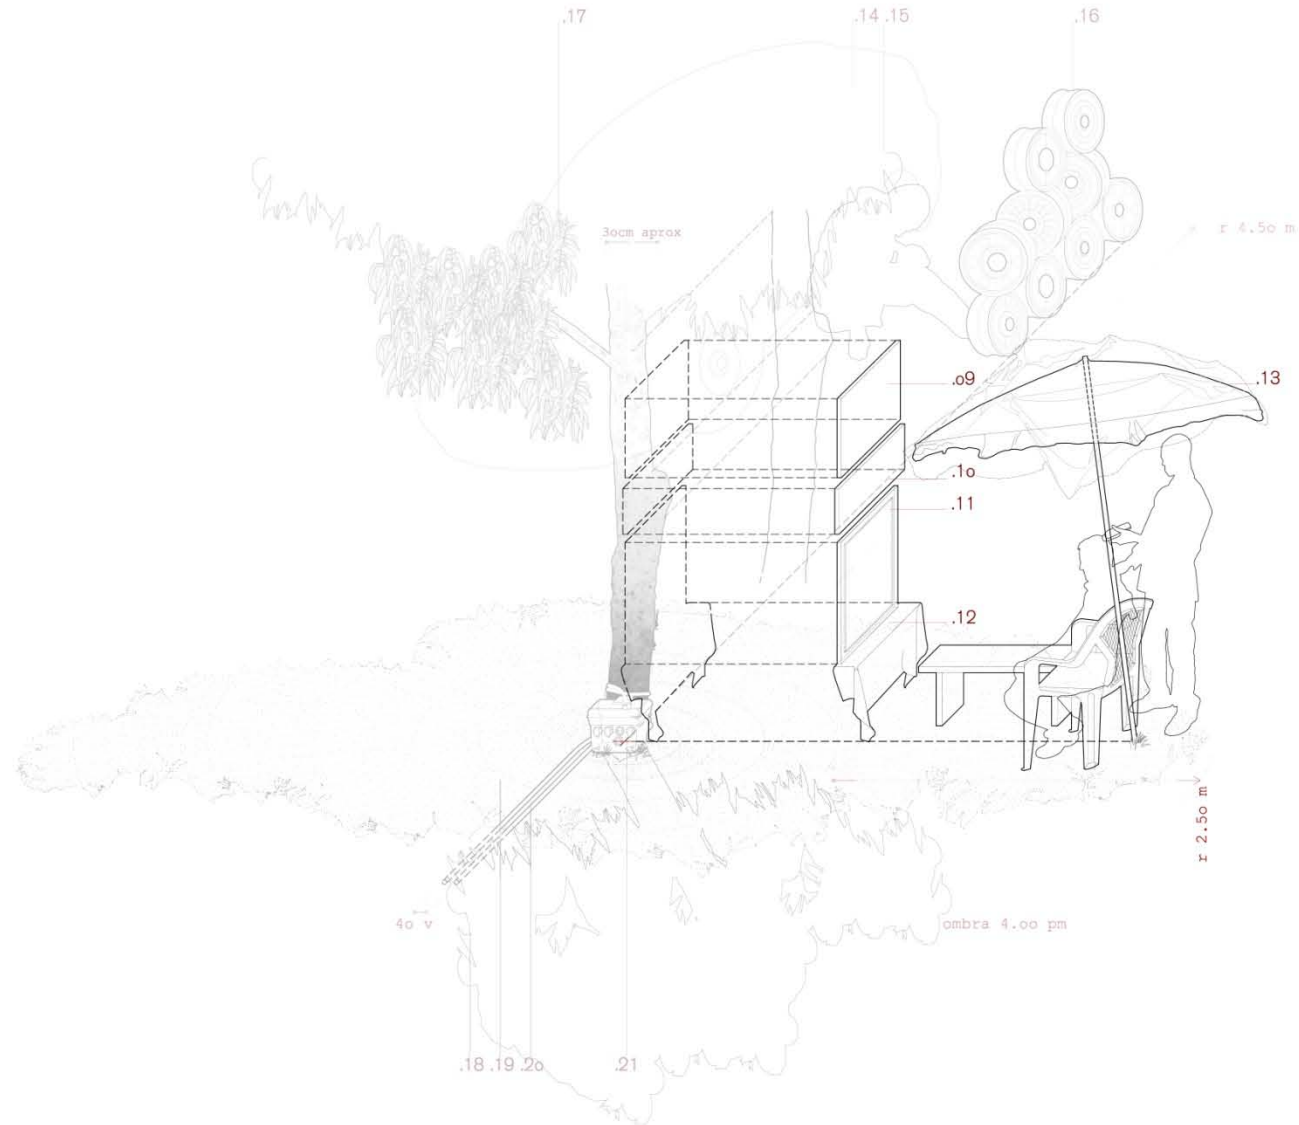 .17
.14 .15
.16
3ocm aprox
r 4.5o m
.o9
.13
.1o
.11
.12
r 2.5o m
4o v
ombra 4.oo pm
.18 .19 .2o
.21